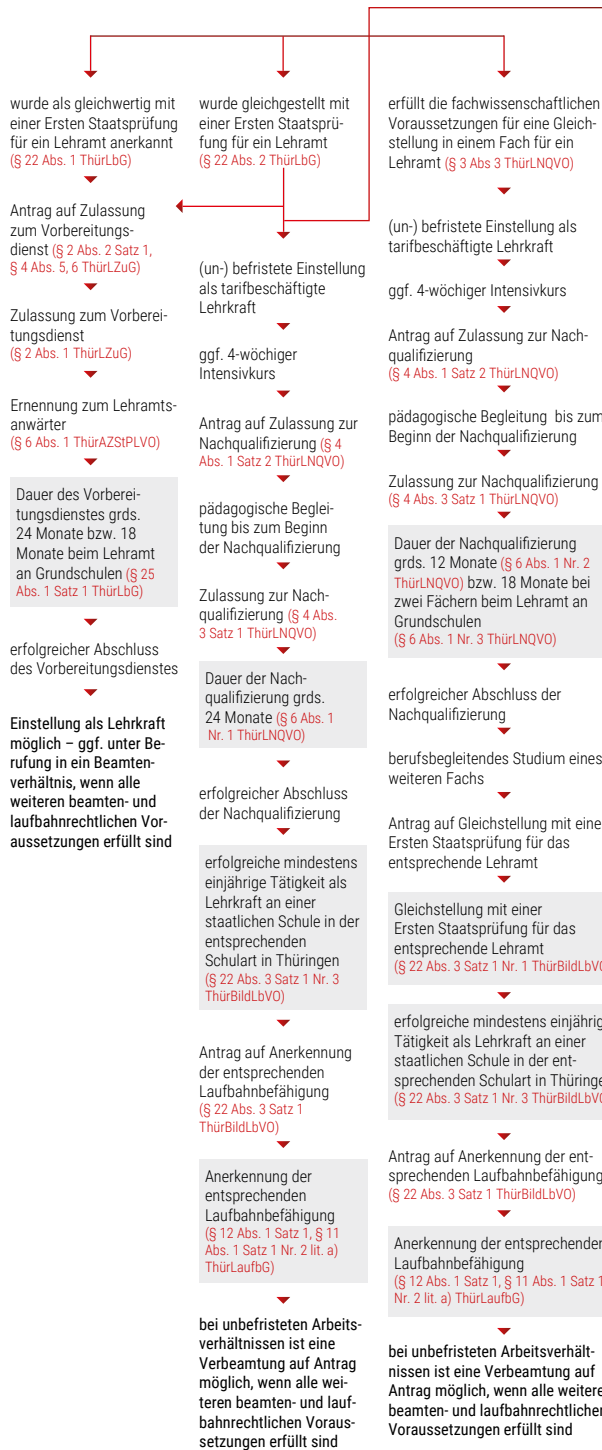 wurde als gleichwertig mit
einer Ersten Staatsprüfung
für ein Lehramt anerkannt
(§ 22 Abs. 1 ThürLbG)
Antrag auf Zulassung
zum Vorbereitungs-
dienst (§ 2 Abs. 2 Satz 1,
§ 4 Abs. 5, 6 ThürLZuG)
Zulassung zum Vorberei-
tungsdienst
(§ 2 Abs. 1 ThürLZuG)
Ernennung zum Lehramts-
anwärter
(§ 6 Abs. 1 ThürAZStPLVO)
Dauer des Vorberei-
tungsdienstes grds.
24 Monate bzw. 18
Monate beim Lehramt
an Grundschulen (§ 25
Abs. 1 Satz 1 ThürLbG)
erfolgreicher Abschluss
des Vorbereitungsdienstes
Einstellung als Lehrkraft
möglich – ggf. unter Be-
rufung in ein Beamten-
verhältnis, wenn alle
weiteren beamten- und
laufbahnrechtlichen Vor-
aussetzungen erfüllt sind
wurde gleichgestellt mit
einer Ersten Staatsprü-
fung für ein Lehramt
(§ 22 Abs. 2 ThürLbG)
(un-) befristete Einstellung
als tarifbeschäftigte
Lehrkraft
ggf. 4-wöchiger
Intensivkurs
Antrag auf Zulassung zur
Nachqualifizierung (§ 4
Abs. 1 Satz 2 ThürLNQVO)
pädagogische Beglei-
tung bis zum Beginn
der Nachqualifizierung
Zulassung zur Nach-
qualifizierung (§ 4 Abs.
3 Satz 1 ThürLNQVO)
Dauer der Nach-
qualifizierung grds.
24 Monate (§ 6 Abs. 1
Nr. 1 ThürLNQVO)
erfolgreicher Abschluss
der Nachqualifizierung
erfolgreiche mindestens
einjährige Tätigkeit als
Lehrkraft an einer
staatlichen Schule in der
entsprechenden
Schulart in Thüringen
(§ 22 Abs. 3 Satz 1 Nr. 3
ThürBildLbVO)
Antrag auf Anerkennung
der entsprechenden
Laufbahnbefähigung
(§ 22 Abs. 3 Satz 1
ThürBildLbVO)
Anerkennung der
entsprechenden
Laufbahnbefähigung
(§ 12 Abs. 1 Satz 1, § 11
Abs. 1 Satz 1 Nr. 2 lit. a)
ThürLaufbG)
bei unbefristeten Arbeits-
verhältnissen ist eine
Verbeamtung auf Antrag
möglich, wenn alle wei-
teren beamten- und lauf-
bahnrechtlichen Voraus-
setzungen erfüllt sind
erfüllt die fachwissenschaftlichen
Voraussetzungen für eine Gleich-
stellung in einem Fach für ein
Lehramt (§ 3 Abs 3 ThürLNQVO)
(un-) befristete Einstellung als
tarifbeschäftigte Lehrkraft
ggf. 4-wöchiger Intensivkurs
Antrag auf Zulassung zur Nach-
qualifizierung
(§ 4 Abs. 1 Satz 2 ThürLNQVO)
pädagogische Begleitung bis zum
Beginn der Nachqualifizierung
Zulassung zur Nachqualifizierung
(§ 4 Abs. 3 Satz 1 ThürLNQVO)
Dauer der Nachqualifizierung
grds. 12 Monate (§ 6 Abs. 1 Nr. 2
ThürLNQVO) bzw. 18 Monate bei
zwei Fächern beim Lehramt an
Grundschulen
(§ 6 Abs. 1 Nr. 3 ThürLNQVO)
erfolgreicher Abschluss der
Nachqualifizierung
berufsbegleitendes Studium eines
weiteren Fachs
Antrag auf Gleichstellung mit eine
Ersten Staatsprüfung für das
entsprechende Lehramt
Gleichstellung mit einer
Ersten Staatsprüfung für das
entsprechende Lehramt
(§ 22 Abs. 3 Satz 1 Nr. 1 ThürBildLbVO
erfolgreiche mindestens einjährig
Tätigkeit als Lehrkraft an einer
staatlichen Schule in der ent-
sprechenden Schulart in Thüringe
(§ 22 Abs. 3 Satz 1 Nr. 3 ThürBildLbVO
Antrag auf Anerkennung der ent-
sprechenden Laufbahnbefähigung
(§ 22 Abs. 3 Satz 1 ThürBildLbVO)
Anerkennung der entsprechenden
Laufbahnbefähigung
(§ 12 Abs. 1 Satz 1, § 11 Abs. 1 Satz 1
Nr. 2 lit. a) ThürLaufbG)
bei unbefristeten Arbeitsverhält-
nissen ist eine Verbeamtung auf
Antrag möglich, wenn alle weitere
beamten- und laufbahnrechtlichen
Voraussetzungen erfüllt sind